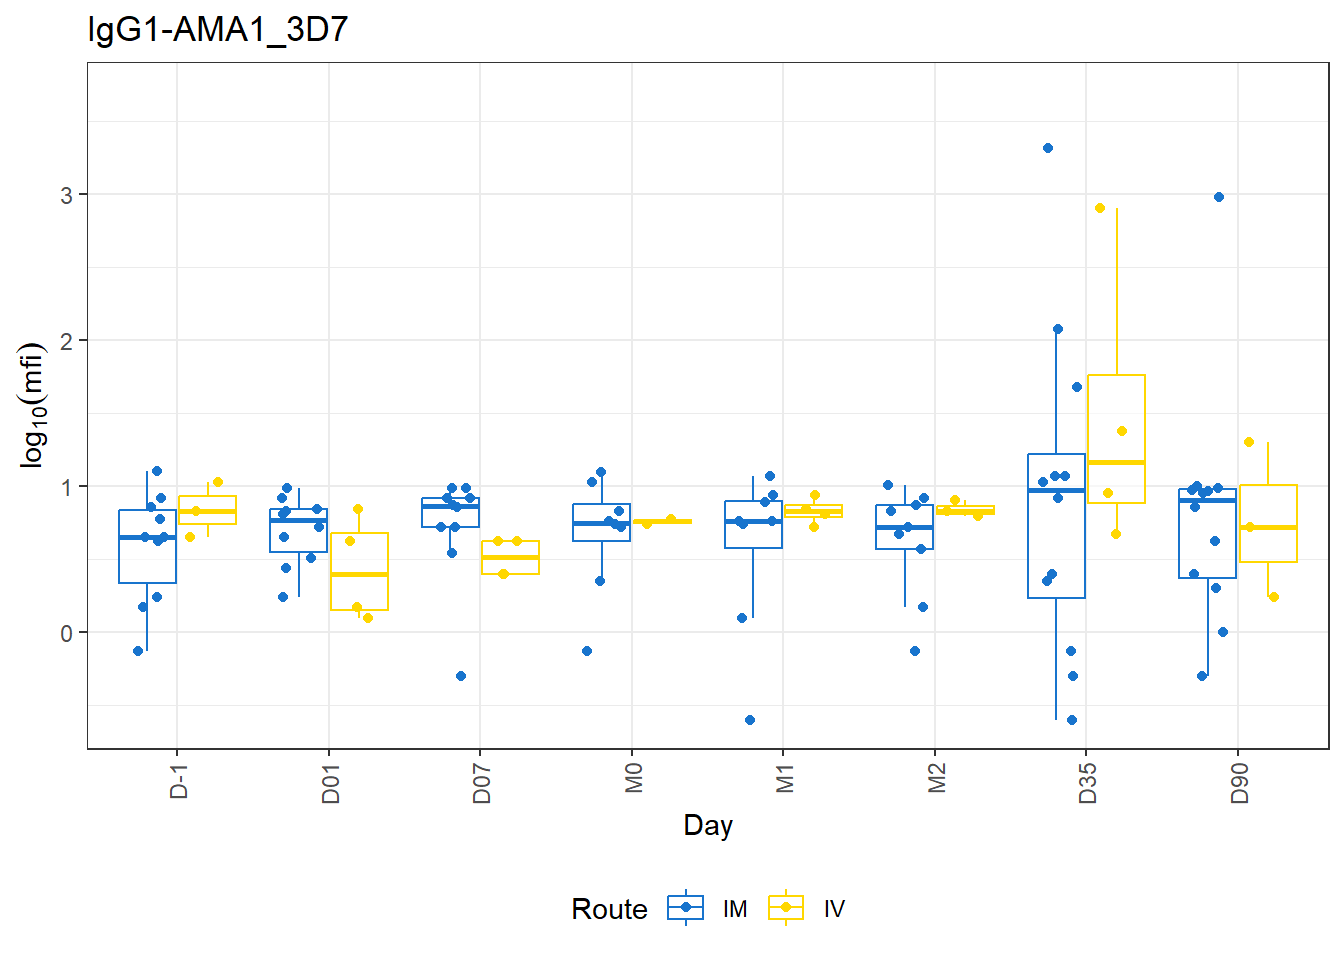 IgG1-AMA1_3D7
log10(mfi)
3
2
1
0
D-1 D01 D07 M0 M1 M2 D35 D90
Day
Route IM IV